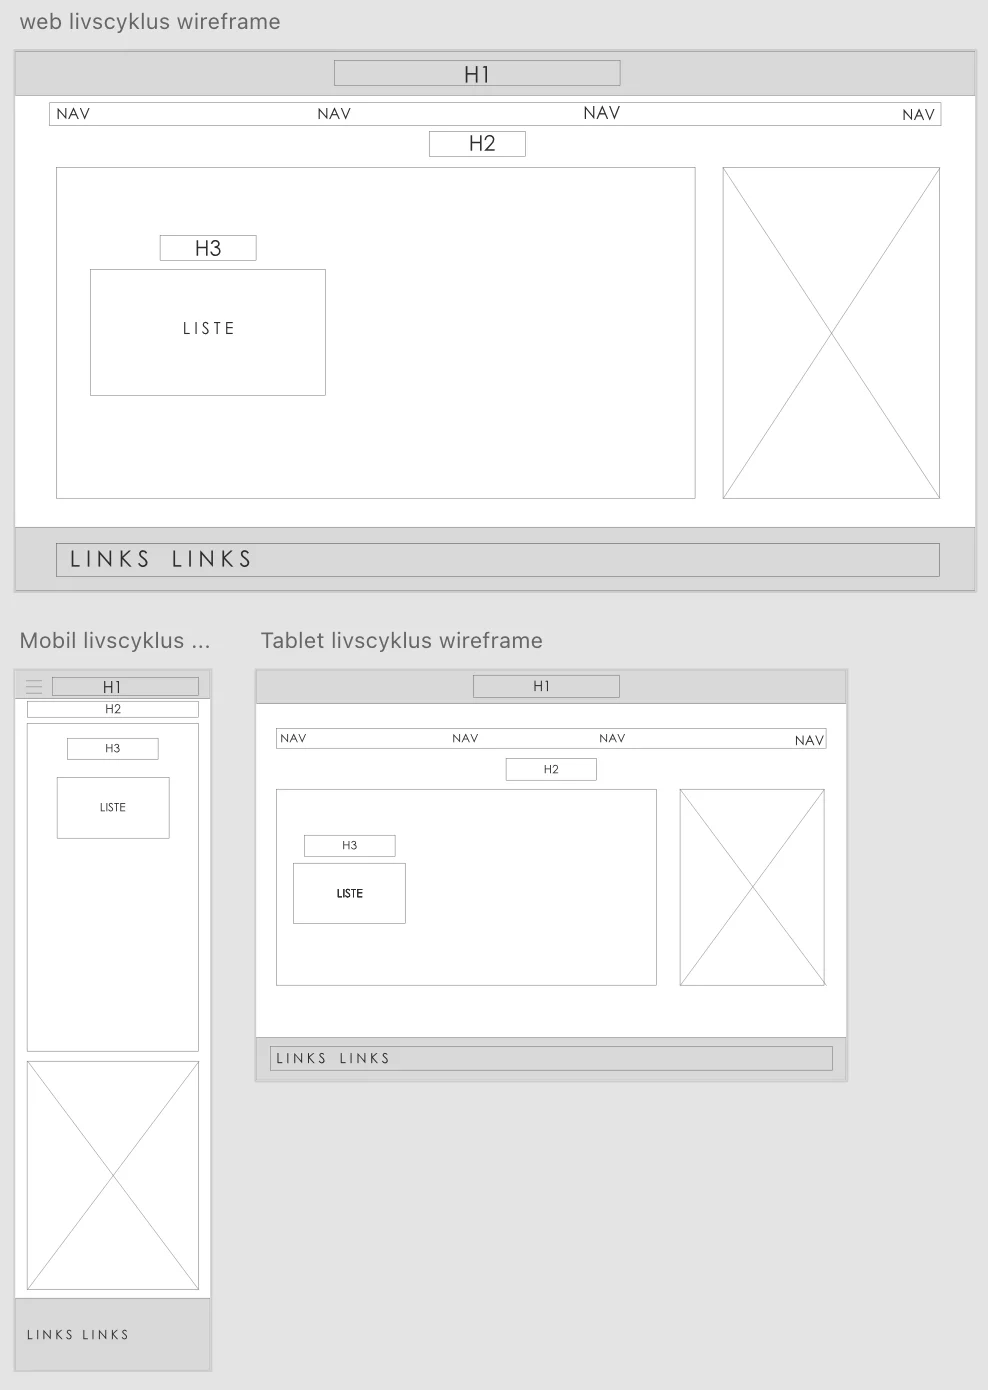 web livscyklus wireframe
H1
NAV NAV NAV NAV
H2
H3
LISTE
LINKS LINKS
Mobil livscyklus ...
H1
H2
H3
LISTE
LINKS LINKS
Tablet livscyklus wireframe
H1
NAV NAV NAV NAV
H2
H3
LISTE
LINKS LINKS